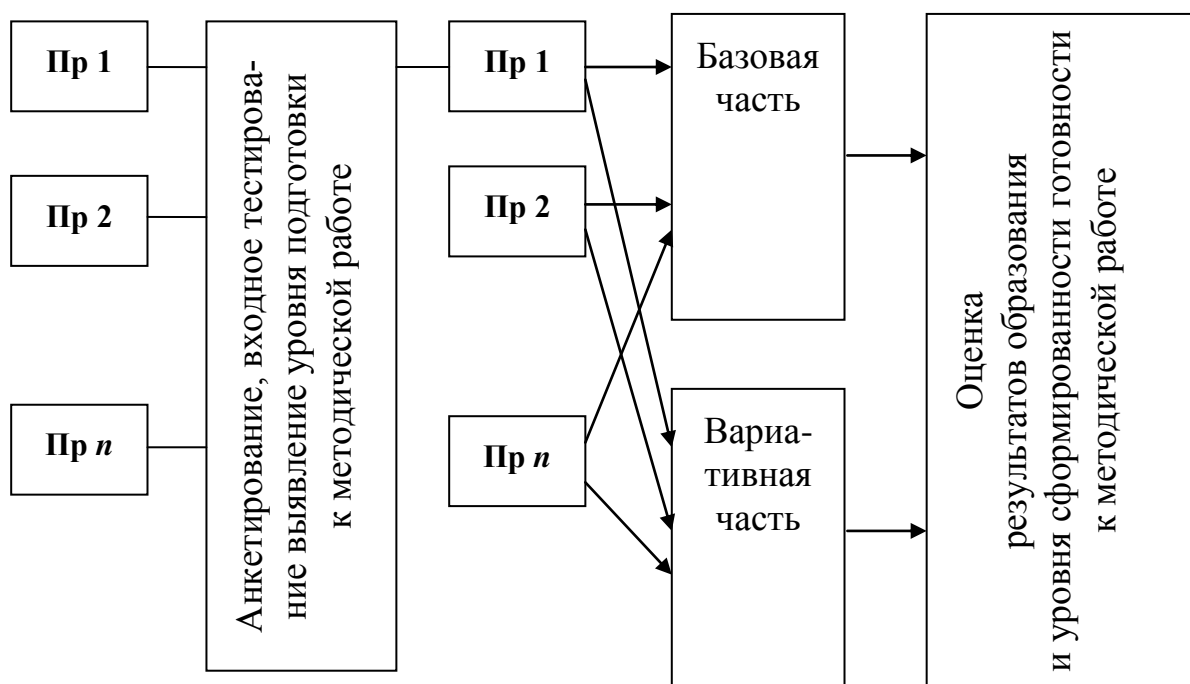 Пр 1
Пр 2
Пр n
Анкетирование, входное тестирова-
ние выявление уровня подготовки
к методической работе
Пр 1
Пр 2
Пр n
Базовая
часть
Вариа-
тивная
часть
Оценка
результатов образования
и уровня сформированности готовности
к методической работе